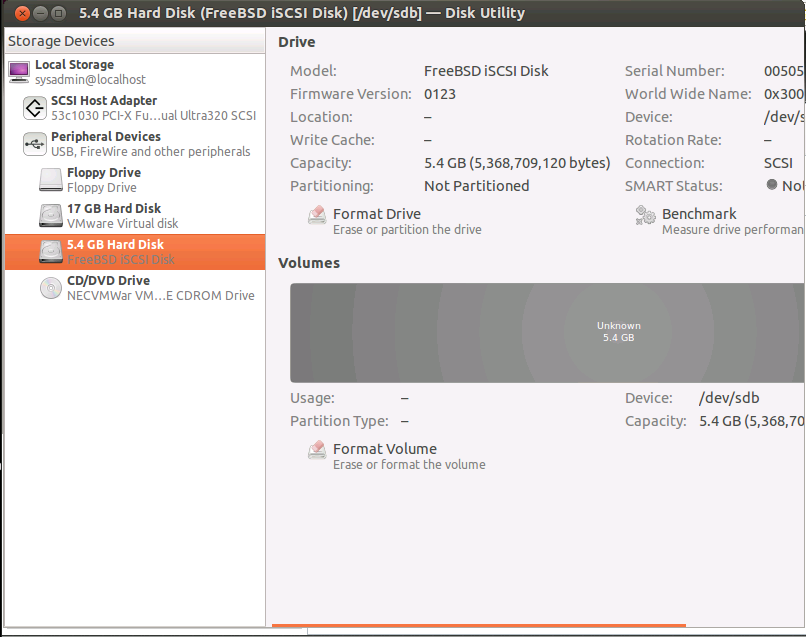 5.4 GB Hard Disk (FreeBSD iSCSI Disk) [/dev/sdb] — Disk Utility
Storage Devices
Local Storage
sysadmin@localhost
SCSI Host Adapter
53c1030 PCI-X Fu...ual Ultra320 SCSI
Peripheral Devices
USB, FireWire and other peripherals
Floppy Drive
Floppy Drive
17 GB Hard Disk
VMware Virtual disk
5.4 GB Hard Disk
FreeBSD iSCSI Disk
CD/DVD Drive
NECVMWar VM...E CDROM Drive
Drive
Model: FreeBSD iSCSI Disk Serial Number: 00505
Firmware Version: 0123 World Wide Name: 0x300
Location: – Device: /dev/s
Write Cache: – Rotation Rate: –
Capacity: 5.4 GB (5,368,709,120 bytes) Connection: SCSI
Partitioning: Not Partitioned SMART Status: Not
Format Drive Benchmark
Erase or partition the drive Measure drive performan
Volumes
Unknown
5.4 GB
Usage: – Device: /dev/sdb
Partition Type: – Capacity: 5.4 GB (5,368,70
Format Volume
Erase or format the volume